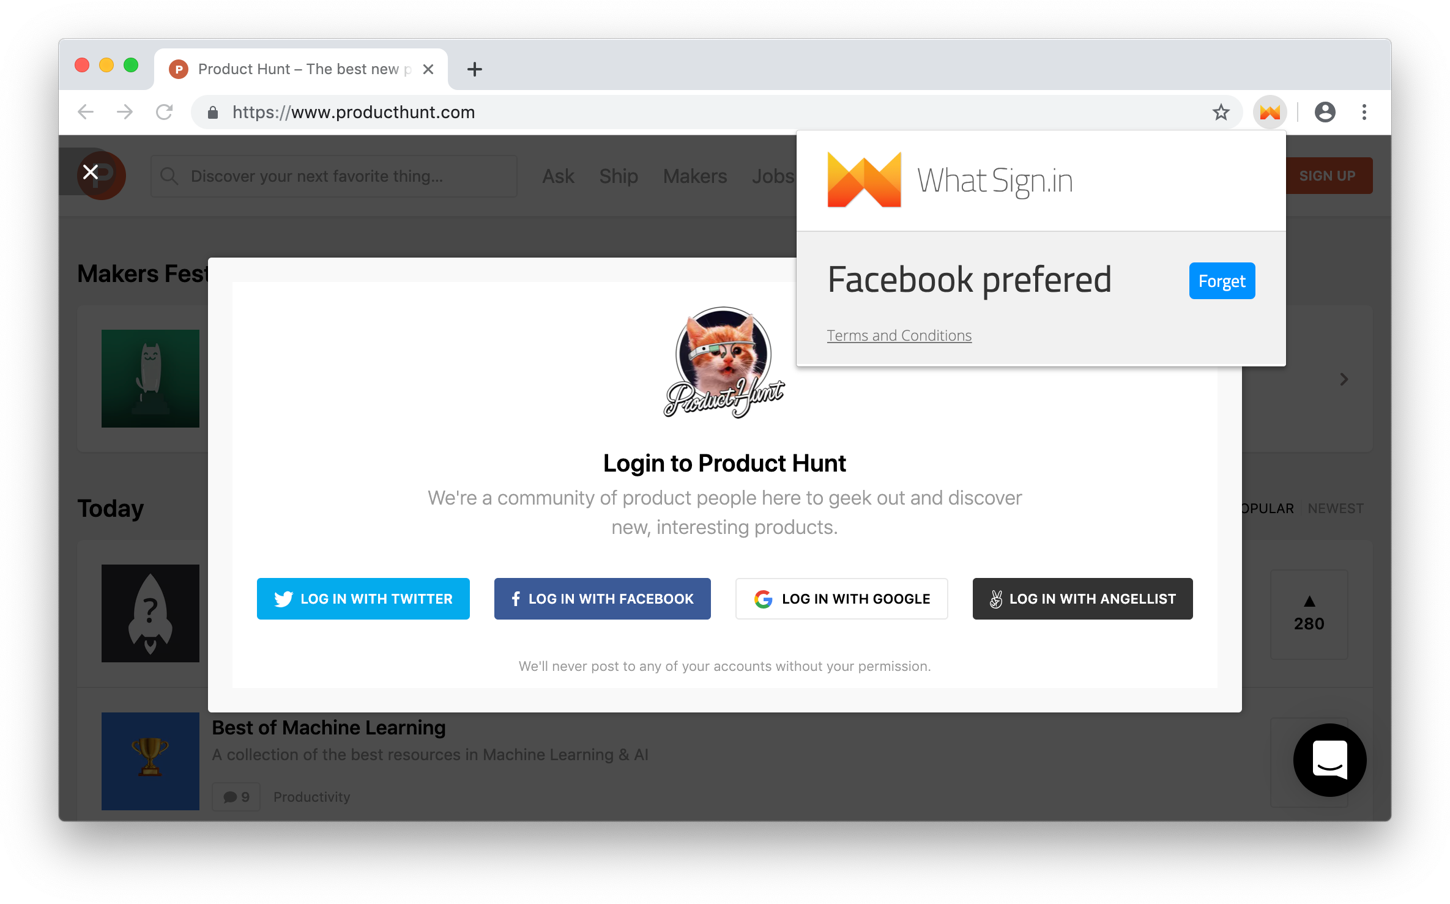 Product Hunt – The best new p
https://www.producthunt.com
P
Discover your next favorite thing...
Ask Ship Makers Jobs
SIGN UP
What Sign.in
Facebook prefered
Forget
Terms and Conditions
Makers Fest
Product Hunt
Login to Product Hunt
We're a community of product people here to geek out and discover
new, interesting products.
LOG IN WITH TWITTER
LOG IN WITH FACEBOOK
LOG IN WITH GOOGLE
LOG IN WITH ANGELLIST
We'll never post to any of your accounts without your permission.
Today
OPULAR NEWEST
?
280
Best of Machine Learning
A collection of the best resources in Machine Learning & AI
9 Productivity